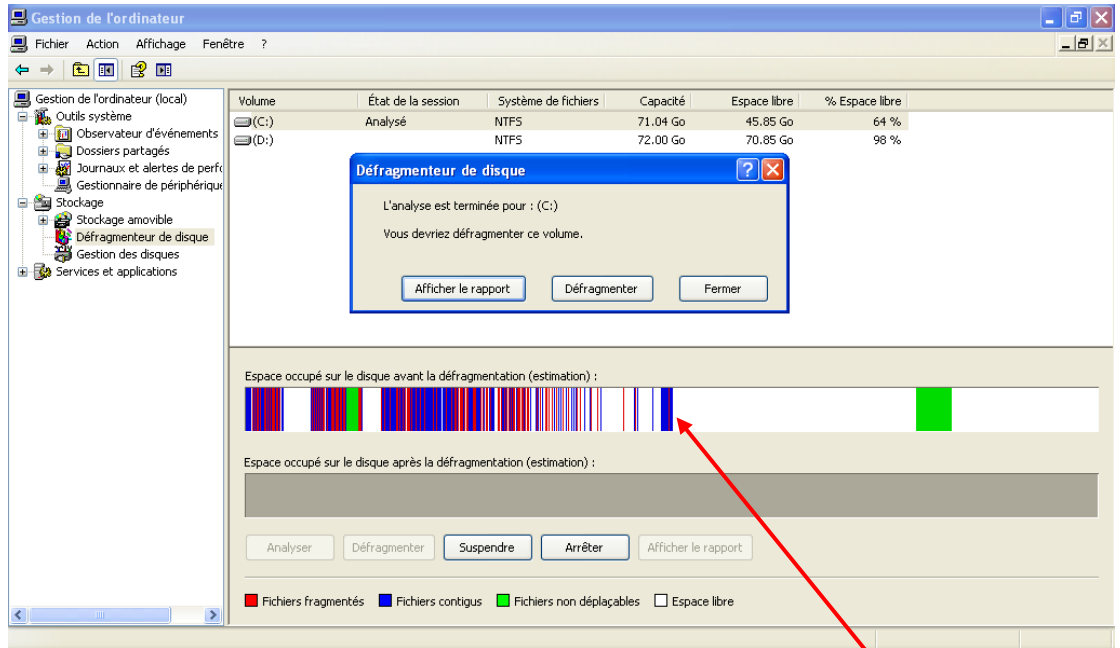 Gestion de l'ordinateur
Fichier Action Affichage Fenêtre ?
Gestion de l'ordinateur (local)
Outils système
Observateur d'événements
Dossiers partagés
Journaux et alertes de perfo
Gestionnaire de périphérique
Stockage
Stockage amovible
Défragmenteur de disque
Gestion des disques
Services et applications
Volume État de la session Système de fichiers Capacité Espace libre % Espace libre
(C:) Analysé NTFS 71.04 Go 45.85 Go 64 %
(D:) NTFS 72.00 Go 70.85 Go 98 %
Défragmenteur de disque
L'analyse est terminée pour : (C:)
Vous devriez défragmenter ce volume.
Afficher le rapport Défragmenter Fermer
Espace occupé sur le disque avant la défragmentation (estimation) :
Espace occupé sur le disque après la défragmentation (estimation) :
Analyser Défragmenter Suspendre Arrêter Afficher le rapport
Fichiers fragmentés Fichiers contigus Fichiers non déplaçables Espace libre